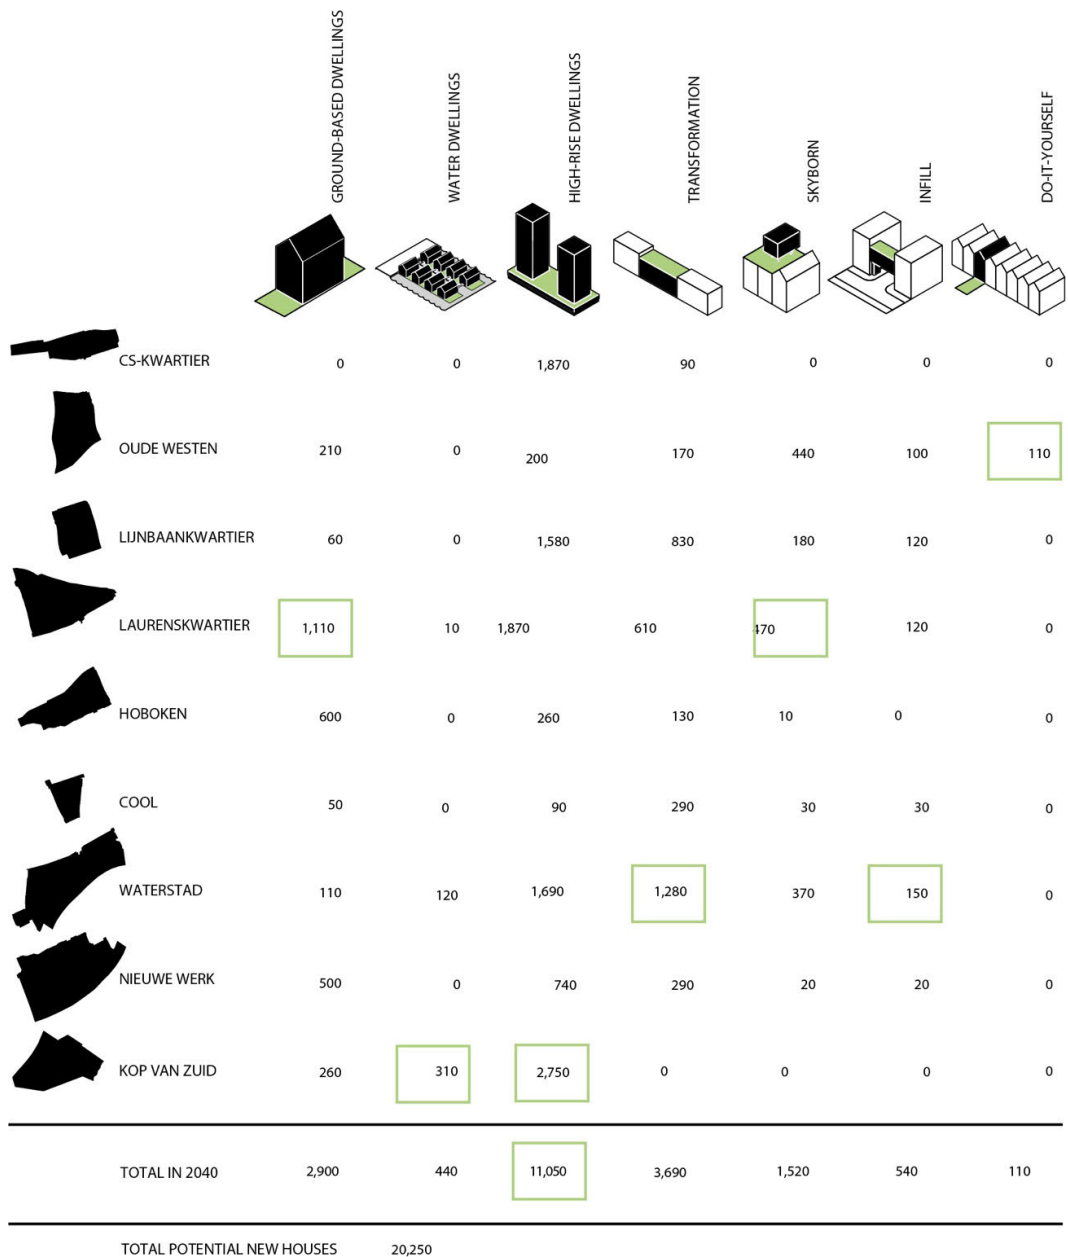 GROUND-BASED DWELLINGS WATER DWELLINGS HIGH-RISE DWELLINGS TRANSFORMATION SKYBORN INFILL DO-IT-YOURSELF
CS-KWARTIER 0 0 1,870 90 0 0 0
OUDE WESTEN 210 0 200 170 440 100 110
LIJNBAANKWARTIER 60 0 1,580 830 180 120 0
LAURENSKWARTIER 1,110 10 1,870 610 470 120 0
HOBOKEN 600 0 260 130 10 0 0
COOL 50 0 90 290 30 30 0
WATERSTAD 110 120 1,690 1,280 370 150 0
NIEUWE WERK 500 0 740 290 20 20 0
KOP VAN ZUID 260 310 2,750 0 0 0 0
TOTAL IN 2040 2,900 440 11,050 3,690 1,520 540 110
TOTAL POTENTIAL NEW HOUSES 20,250